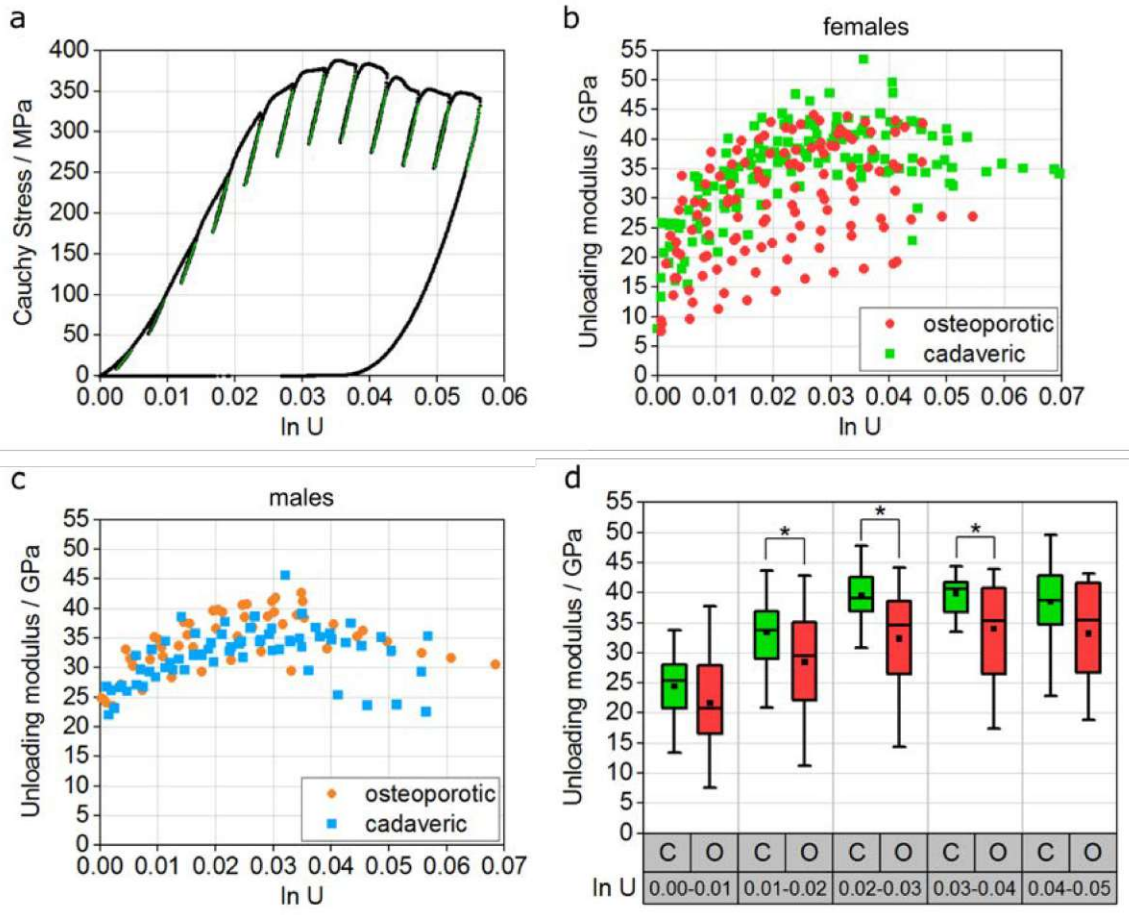 a
Cauchy Stress / MPa
400
350
300
250
200
150
100
50
0
0.00 0.01 0.02 0.03 0.04 0.05 0.06
ln U
b
females
Unloading modulus / GPa
55
50
45
40
35
30
25
20
15
10
5
0
osteoporotic
cadaveric
0.00 0.01 0.02 0.03 0.04 0.05 0.06 0.07
ln U
c
males
Unloading modulus / GPa
55
50
45
40
35
30
25
20
15
10
5
0
osteoporotic
cadaveric
0.00 0.01 0.02 0.03 0.04 0.05 0.06 0.07
ln U
d
Unloading modulus / GPa
55
50
45
40
35
30
25
20
15
10
5
0
* * *
C O C O C O C O C O
ln U 0.00-0.01 0.01-0.02 0.02-0.03 0.03-0.04 0.04-0.05